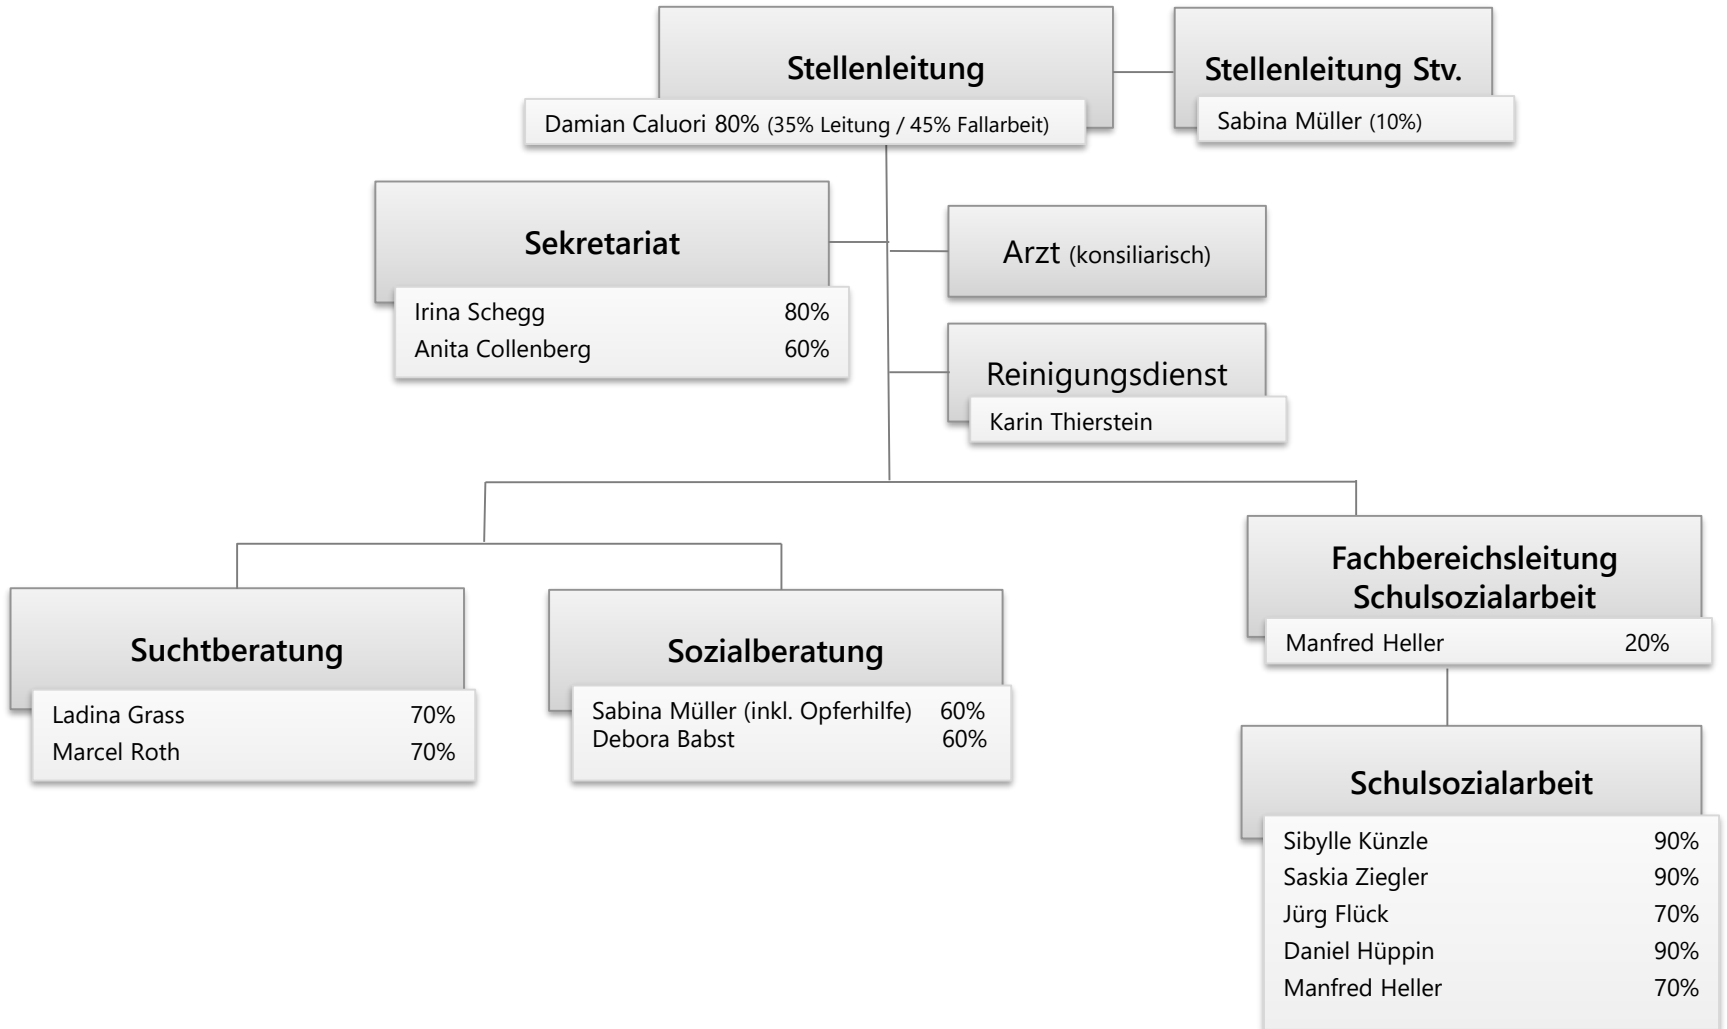 Stellenleitung
Damian Caluori 80% (35% Leitung / 45% Fallarbeit)
Stellenleitung Stv.
Sabina Müller (10%)
Sekretariat
Irina Schegg 80%
Anita Collenberg 60%
Arzt (konsiliarisch)
Reinigungsdienst
Karin Thierstein
Suchtberatung
Ladina Grass 70%
Marcel Roth 70%
Sozialberatung
Sabina Müller (inkl. Opferhilfe) 60%
Debora Babst 60%
Fachbereichsleitung
Schulsozialarbeit
Manfred Heller 20%
Schulsozialarbeit
Sibylle Künzle 90%
Saskia Ziegler 90%
Jürg Flück 70%
Daniel Hüppin 90%
Manfred Heller 70%